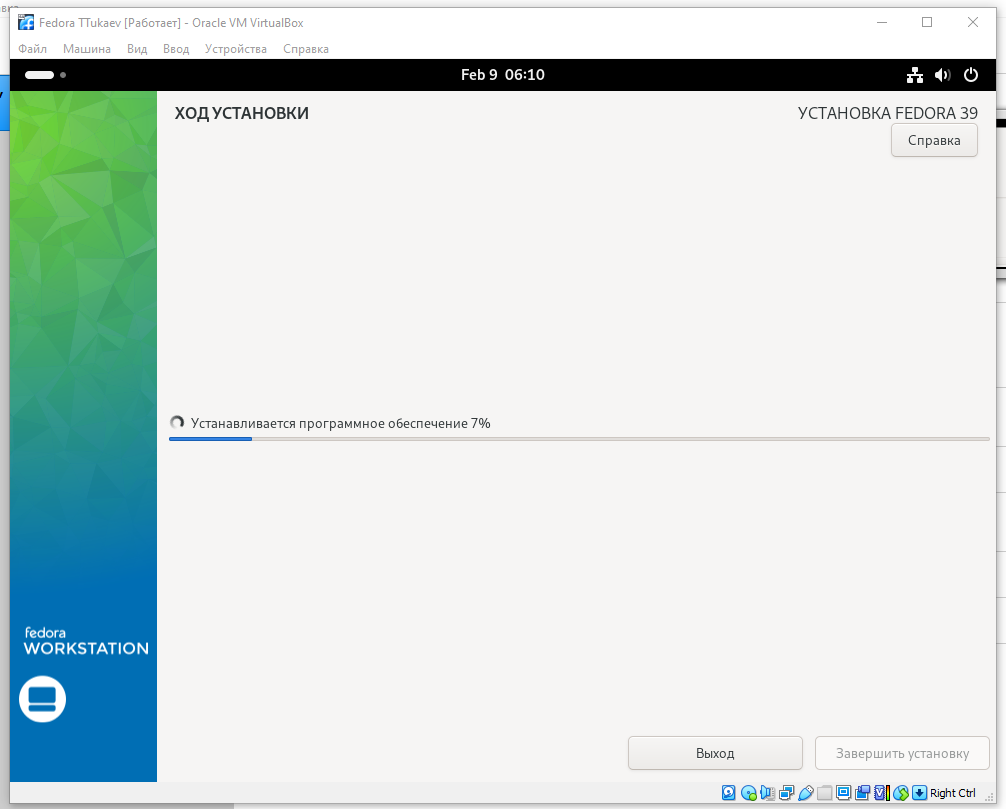 Fedora TTukaev [Работает] - Oracle VM VirtualBox
Файл Машина Вид Ввод Устройства Справка
Feb 9 06:10
ХОД УСТАНОВКИ
УСТАНОВКА FEDORA 39
Справка
Устанавливается программное обеспечение 7%
fedora
WORKSTATION
Выход
Завершить установку
Right Ctrl